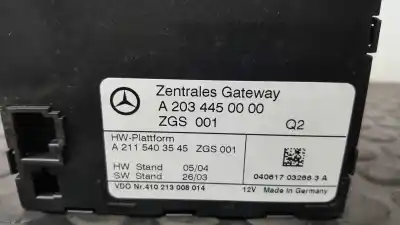 Zentrales Gateway
A 203 445 00 00
ZGS 001 Q2
HW-Plattform
A 211 540 35 45 ZGS 001
HW Stand 05/04
SW Stand 26/03
040617 03266 3 A
VDO Nr. 410 213 008 014 12V Made in Germany